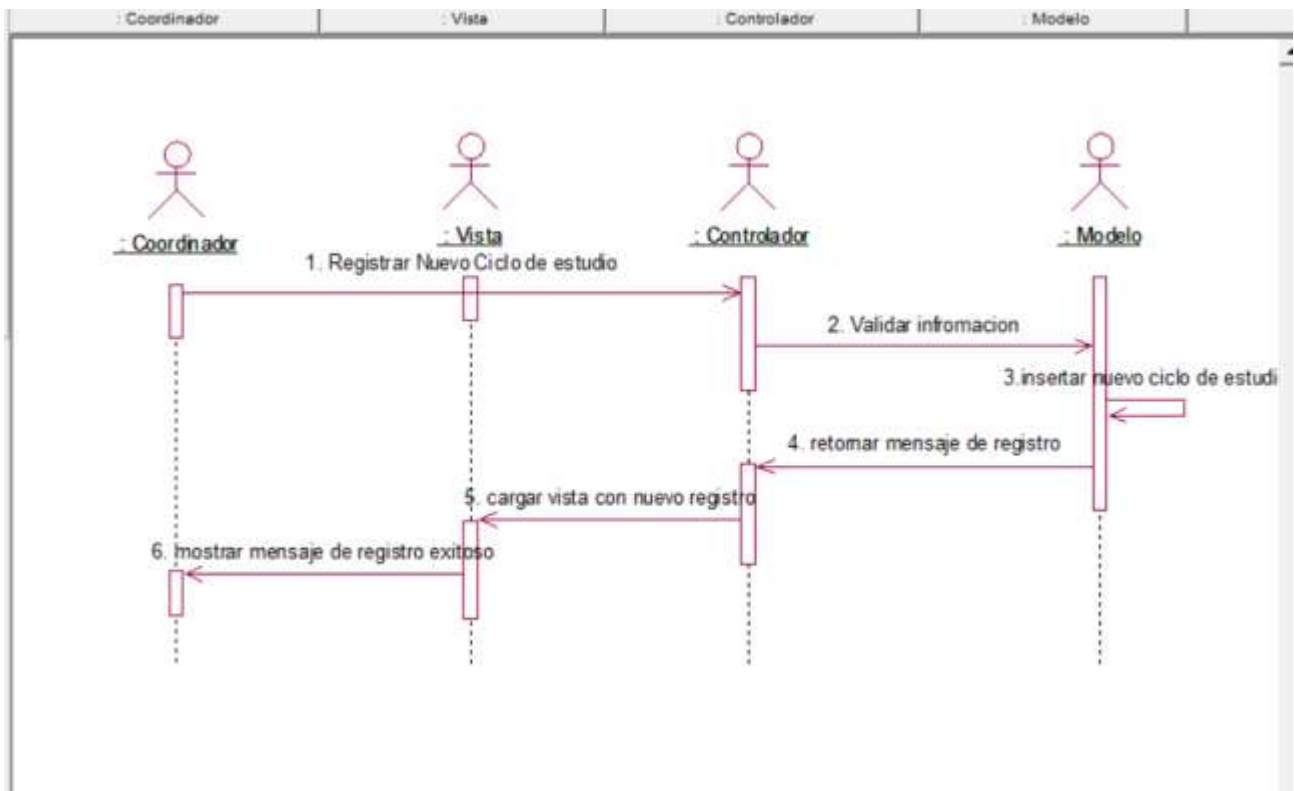 : Coordinador : Vista : Controlador : Modelo
: Coordinador
: Vista
: Controlador
: Modelo
1. Registrar Nuevo Ciclo de estudio
2. Validar infromacion
3.insertar nuevo ciclo de estudi
4. retornar mensaje de registro
5. cargar vista con nuevo registro
6. mostrar mensaje de registro exitoso